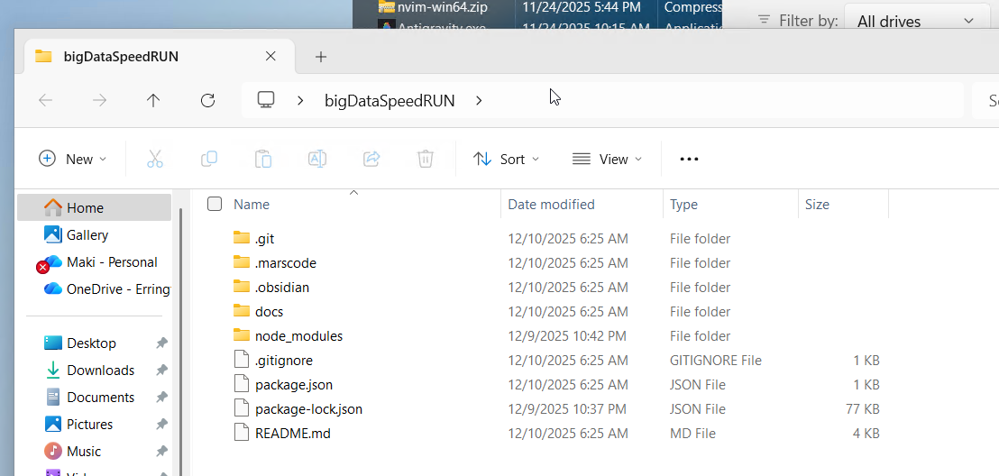 nvim-win64.zip 11/24/2025 5:44 PM Compress
Antigravity.exe 11/24/2025 10:15 AM Applicatio
Filter by: All drives
bigDataSpeedRUN
bigDataSpeedRUN
Se
New Sort View
Home
Gallery
Maki - Personal
OneDrive - Erring
Desktop
Downloads
Documents
Pictures
Music
Name Date modified Type Size
.git 12/10/2025 6:25 AM File folder
.marscode 12/10/2025 6:25 AM File folder
.obsidian 12/10/2025 6:25 AM File folder
docs 12/10/2025 6:25 AM File folder
node_modules 12/9/2025 10:42 PM File folder
.gitignore 12/10/2025 6:25 AM GITIGNORE File 1 KB
package.json 12/10/2025 6:25 AM JSON File 1 KB
package-lock.json 12/9/2025 10:37 PM JSON File 77 KB
README.md 12/10/2025 6:25 AM MD File 4 KB